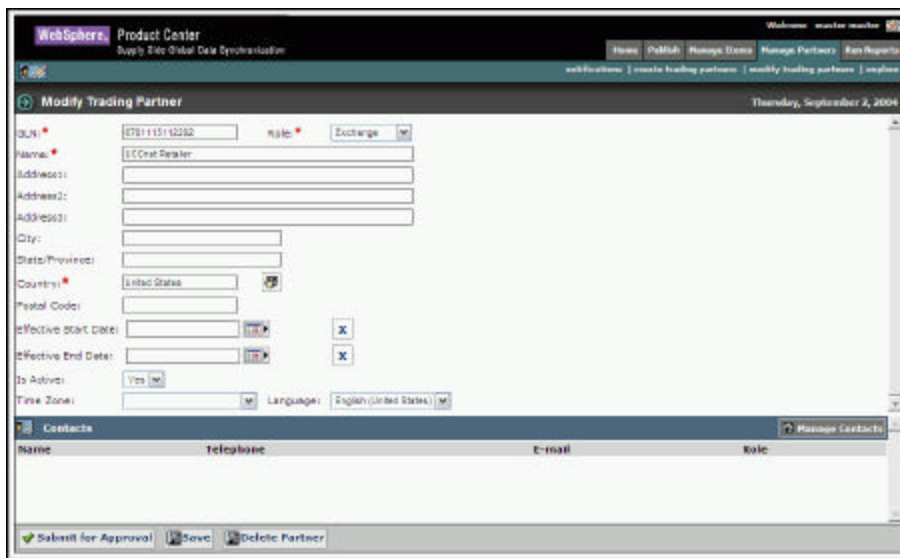 WebSphere. Product Center
Supply Side Global Data Synchronization
Welcome master master
Home Publish Manage Items Manage Partners Run Reports
notifications | create trading partners | modify trading partners | explore
Modify Trading Partner
Thursday, September 2, 2004
GLN:*
Role:* Exchange
Name:* UCCnet Retailer
Address1:
Address2:
Address3:
City:
State/Province:
Country:* United States
Postal Code:
Effective Start Date: x
Effective End Date: x
Is Active: Yes
Time Zone: Language: English (United States)
Contacts Manage Contacts
Name Telephone E-mail Role
Submit for Approval Save Delete Partner